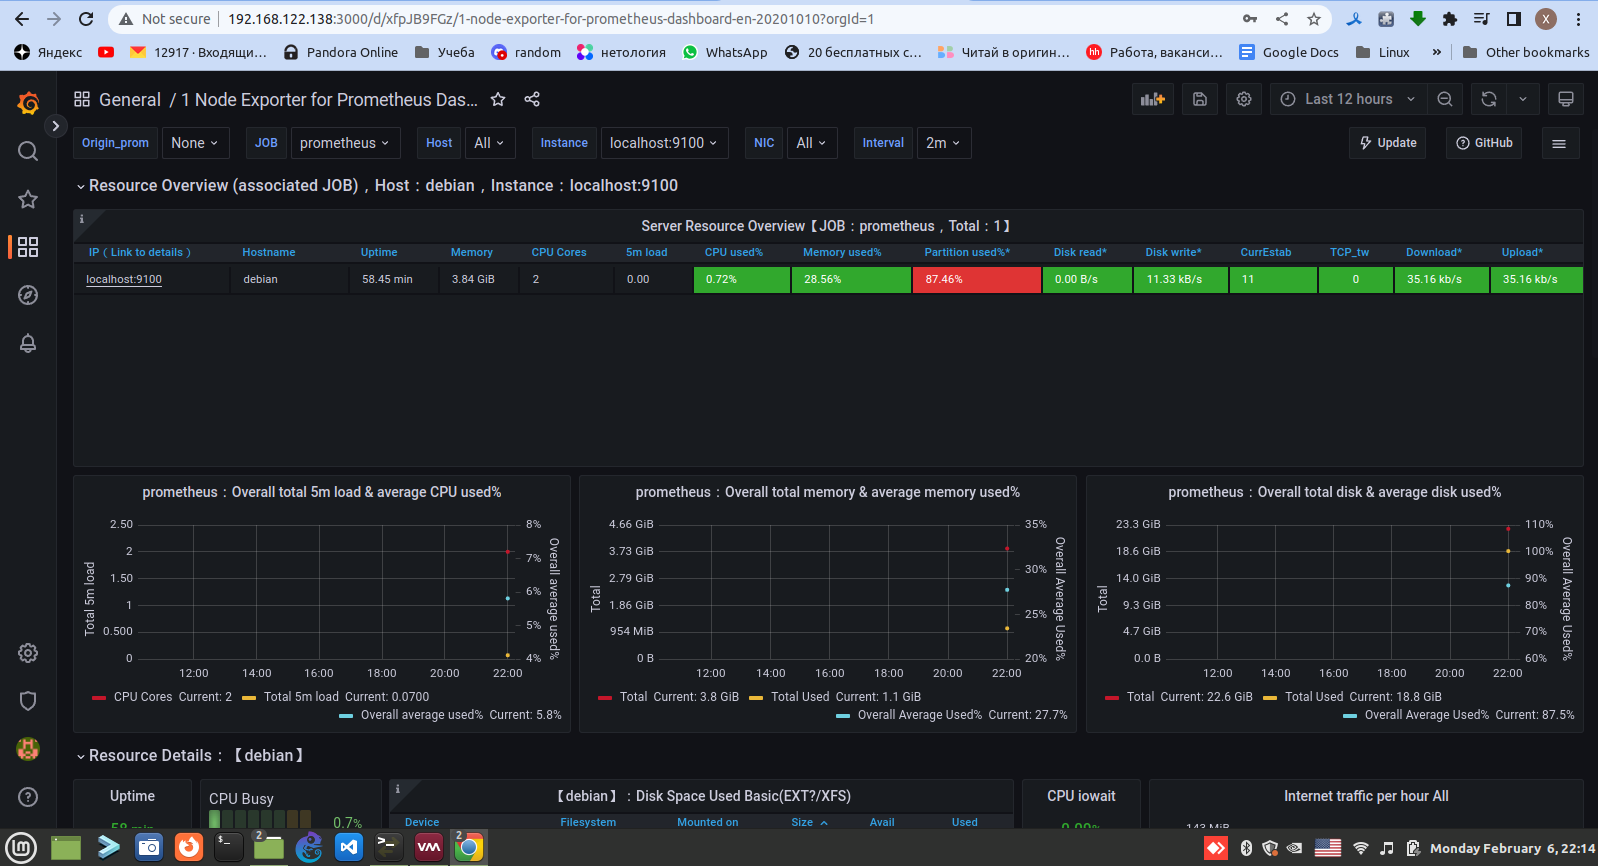 Not secure | 192.168.122.138:3000/d/xfpJB9FGz/1-node-exporter-for-prometheus-dashboard-en-20201010?orgId=1
X
Яндекс 12917 · Входящи... Pandora Online Учеба random нетология WhatsApp 20 бесплатных с... Читай в оригин... hh Работа, ваканси... Google Docs Linux » Other bookmarks
General / 1 Node Exporter for Prometheus Das...
Last 12 hours
Origin_prom None JOB prometheus Host All Instance localhost:9100 NIC All Interval 2m Update GitHub
Resource Overview (associated JOB) , Host : debian , Instance : localhost:9100
i
Server Resource Overview【JOB : prometheus , Total : 1】
IP ( Link to details ) Hostname Uptime Memory CPU Cores 5m load CPU used% Memory used% Partition used%* Disk read* Disk write* CurrEstab TCP_tw Download* Upload*
localhost:9100 debian 58.45 min 3.84 GiB 2 0.00 0.72% 28.56% 87.46% 0.00 B/s 11.33 kB/s 11 0 35.16 kb/s 35.16 kb/s
prometheus : Overall total 5m load & average CPU used%
2.50
2
1.50
1
0.500
0
Total 5m load
8%
7%
6%
5%
4%
Overall average used%
12:00 14:00 16:00 18:00 20:00 22:00
CPU Cores Current: 2 Total 5m load Current: 0.0700
Overall average used% Current: 5.8%
prometheus : Overall total memory & average memory used%
4.66 GiB
3.73 GiB
2.79 GiB
1.86 GiB
954 MiB
0 B
Total
35%
30%
25%
20%
Overall Average Used%
12:00 14:00 16:00 18:00 20:00 22:00
Total Current: 3.8 GiB Total Used Current: 1.1 GiB
Overall Average Used% Current: 27.7%
prometheus : Overall total disk & average disk used%
23.3 GiB
18.6 GiB
14.0 GiB
9.3 GiB
4.7 GiB
0.0 B
Total
110%
100%
90%
80%
70%
60%
Overall Average Used%
12:00 14:00 16:00 18:00 20:00 22:00
Total Current: 22.6 GiB Total Used Current: 18.8 GiB
Overall Average Used% Current: 87.5%
Resource Details : 【debian】
Uptime
58 min
CPU Busy
0.7%
i
【debian】 : Disk Space Used Basic(EXT?/XFS)
Device Filesystem Mounted on Size Avail Used
CPU iowait
0.00%
Internet traffic per hour All
143 MiB
2
2
Monday February 6, 22:14